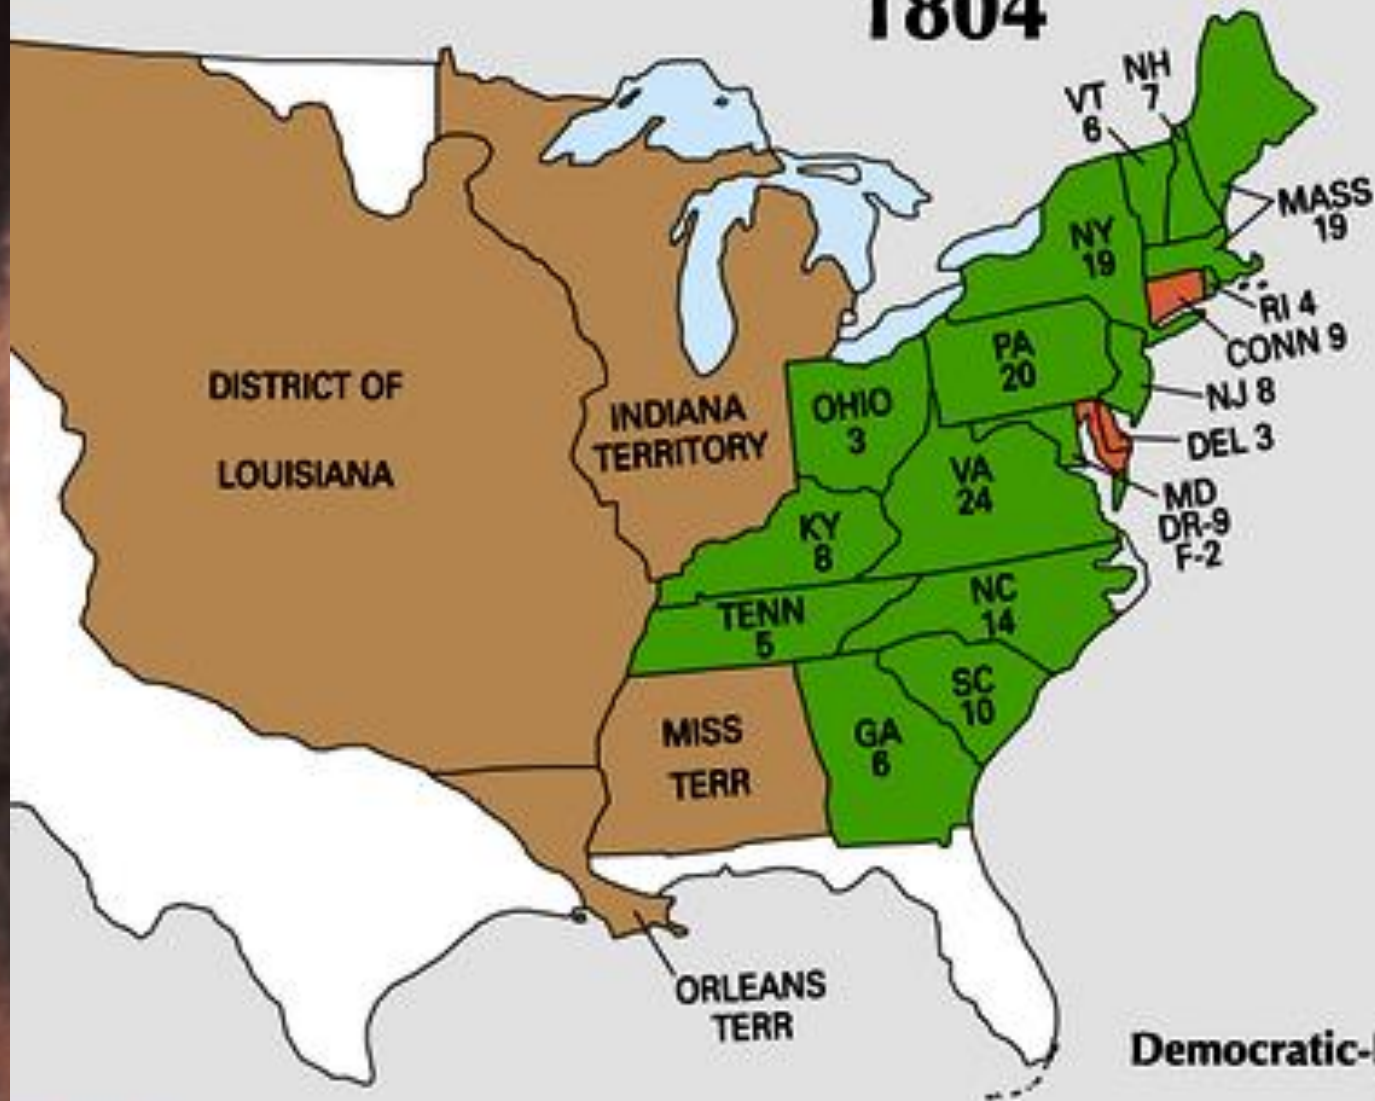 1804
NH
7
VT
6
MASS
19
NY
19
RI 4
CONN 9
PA
20
NJ 8
DISTRICT OF
LOUISIANA
INDIANA
TERRITORY
OHIO
3
DEL 3
VA
24
MD
DR-9
F-2
KY
8
NC
14
TENN
5
SC
10
MISS
TERR
GA
6
ORLEANS
TERR
Democratic-